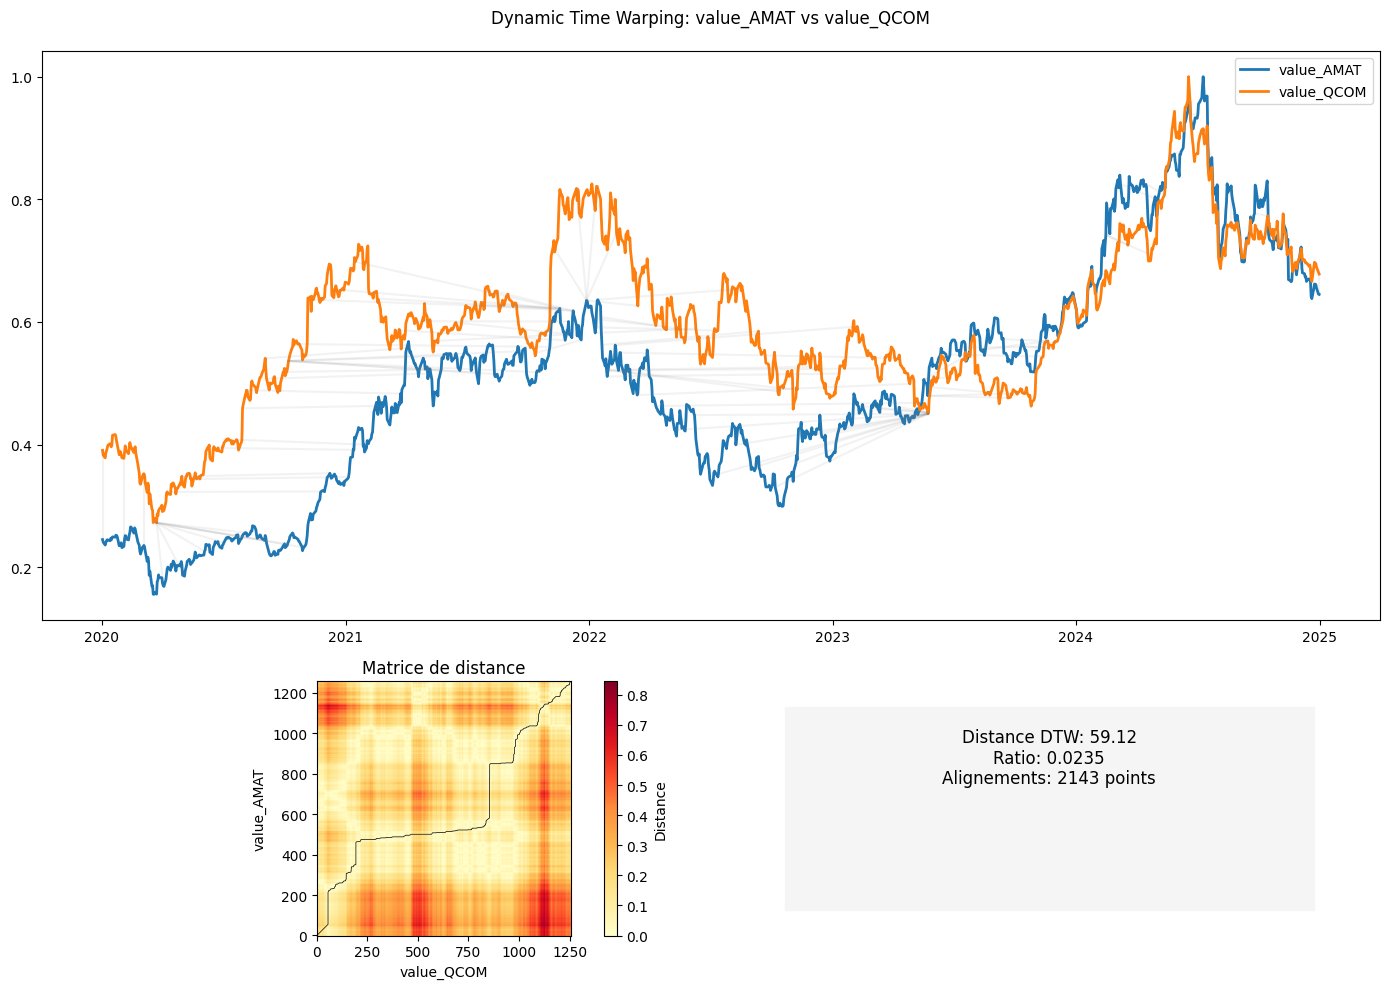 Dynamic Time Warping: value_AMAT vs value_QCOM
value_AMAT
value_QCOM
1.0
0.8
0.6
0.4
0.2
2020 2021 2022 2023 2024 2025
Matrice de distance
1200
1000
800
600
400
200
0
value_AMAT
0 250 500 750 1000 1250
value_QCOM
0.8
0.7
0.6
0.5
0.4
0.3
0.2
0.1
0.0
Distance
Distance DTW: 59.12
Ratio: 0.0235
Alignements: 2143 points